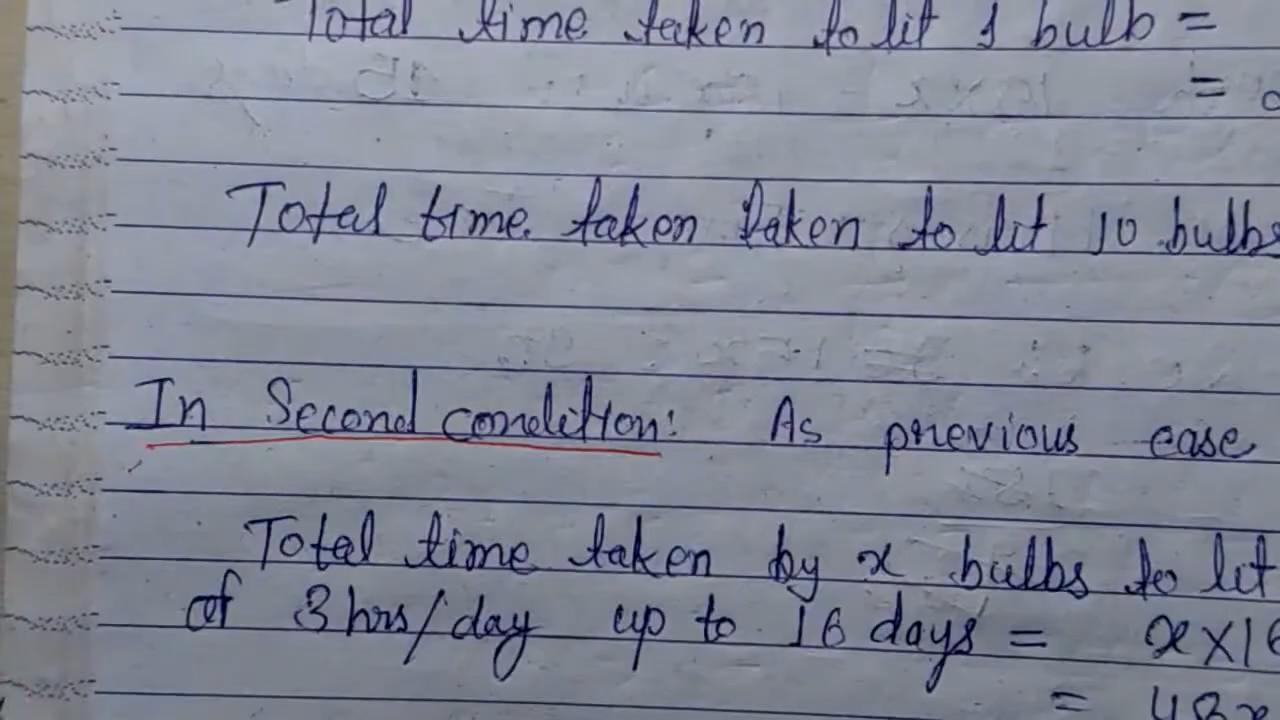 Total time taken to lit 1 bulb =
=
Total time taken taken to lit 10 bulbs
In Second condition: As previous case
Total time taken by x bulbs to lit
of 3 hrs/day up to 16 days = x×16
= 48x